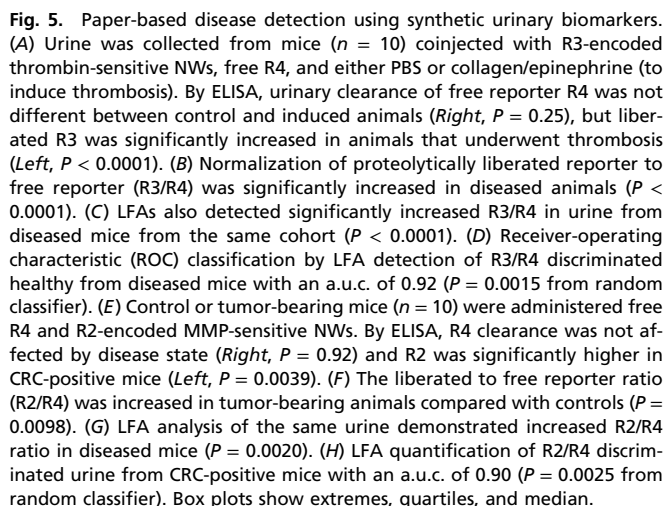 Fig. 5. Paper-based disease detection using synthetic urinary biomarkers.
(A) Urine was collected from mice (n = 10) coinjected with R3-encoded
thrombin-sensitive NWs, free R4, and either PBS or collagen/epinephrine (to
induce thrombosis). By ELISA, urinary clearance of free reporter R4 was not
different between control and induced animals (Right, P = 0.25), but liber-
ated R3 was significantly increased in animals that underwent thrombosis
(Left, P < 0.0001). (B) Normalization of proteolytically liberated reporter to
free reporter (R3/R4) was significantly increased in diseased animals (P <
0.0001). (C) LFAs also detected significantly increased R3/R4 in urine from
diseased mice from the same cohort (P < 0.0001). (D) Receiver-operating
characteristic (ROC) classification by LFA detection of R3/R4 discriminated
healthy from diseased mice with an a.u.c. of 0.92 (P = 0.0015 from random
classifier). (E) Control or tumor-bearing mice (n = 10) were administered free
R4 and R2-encoded MMP-sensitive NWs. By ELISA, R4 clearance was not af-
fected by disease state (Right, P = 0.92) and R2 was significantly higher in
CRC-positive mice (Left, P = 0.0039). (F) The liberated to free reporter ratio
(R2/R4) was increased in tumor-bearing animals compared with controls (P =
0.0098). (G) LFA analysis of the same urine demonstrated increased R2/R4
ratio in diseased mice (P = 0.0020). (H) LFA quantification of R2/R4 discrim-
inated urine from CRC-positive mice with an a.u.c. of 0.90 (P = 0.0025 from
random classifier). Box plots show extremes, quartiles, and median.